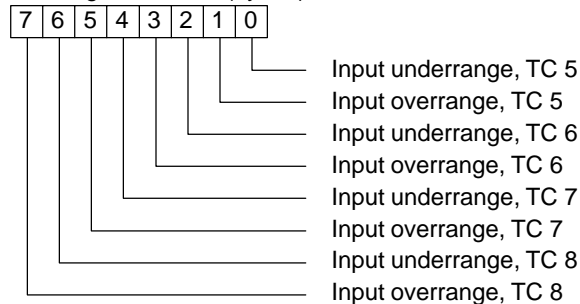 7 6 5 4 3 2 1 0
Input underrange, TC 5
Input overrange, TC 5
Input underrange, TC 6
Input overrange, TC 6
Input underrange, TC 7
Input overrange, TC 7
Input underrange, TC 8
Input overrange, TC 8